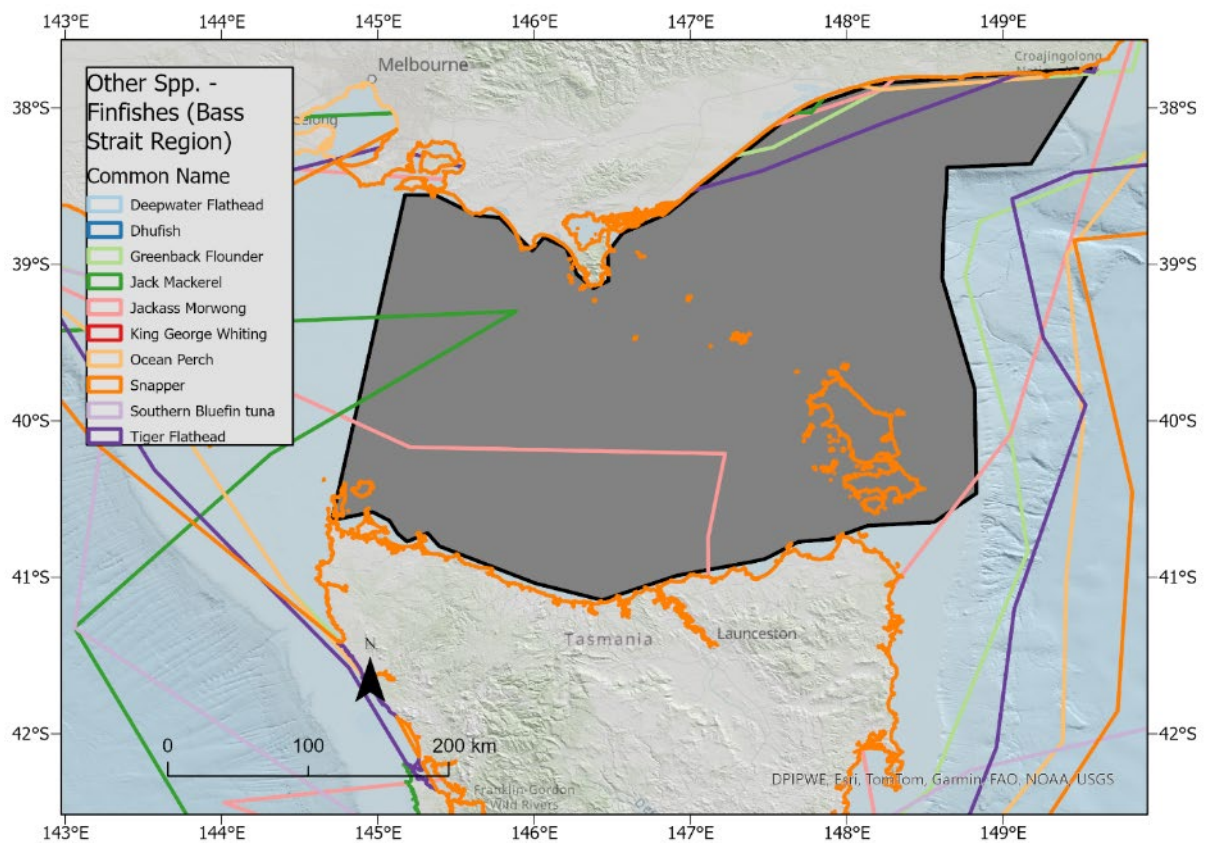 143°E 144°E 145°E 146°E 147°E 148°E 149°E
Croajingolong
Melbourne
Other Spp. -
Finfishes (Bass
Strait Region)
Common Name
Deepwater Flathead
Dhufish
Greenback Flounder
Jack Mackerel
Jackass Morwong
King George Whiting
Ocean Perch
Snapper
Southern Bluefin tuna
Tiger Flathead
38°S 38°S
39°S 39°S
40°S 40°S
41°S 41°S
42°S 42°S
Tasmania
Launceston
N
0 100 200 km
Franklin-Gordon
Wild Rivers
DPIPWE, Esri, TomTom, Garmin, FAO, NOAA, USGS
143°E 144°E 145°E 146°E 147°E 148°E 149°E